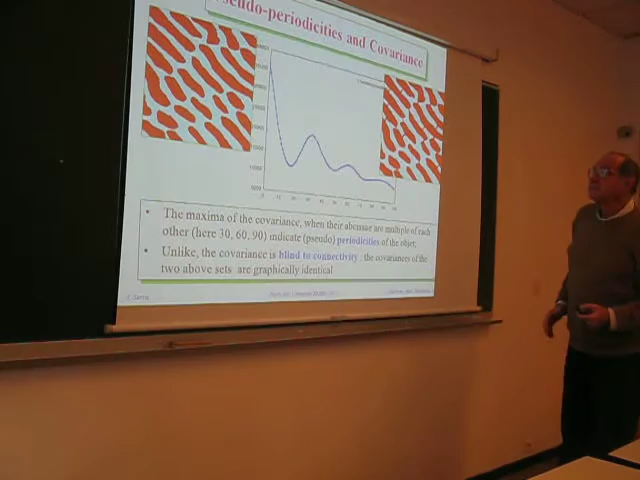 Pseudo-periodicities and Covariance
• The maxima of the covariance, when their abcissae are multiple of each
other (here 30, 60, 90) indicate (pseudo) periodicities of the object.
• Unlike, the covariance is blind to connectivity : the covariances of the
two above sets are graphically identical
J. Serra